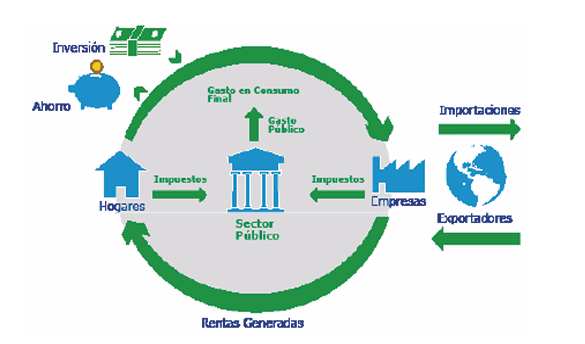 Inversión
Ahorro
Gasto en Consumo
Final
Gasto
Público
Importaciones
Impuestos
Impuestos
Hogares
Empresas
Exportadores
Sector
Público
Rentas Generadas